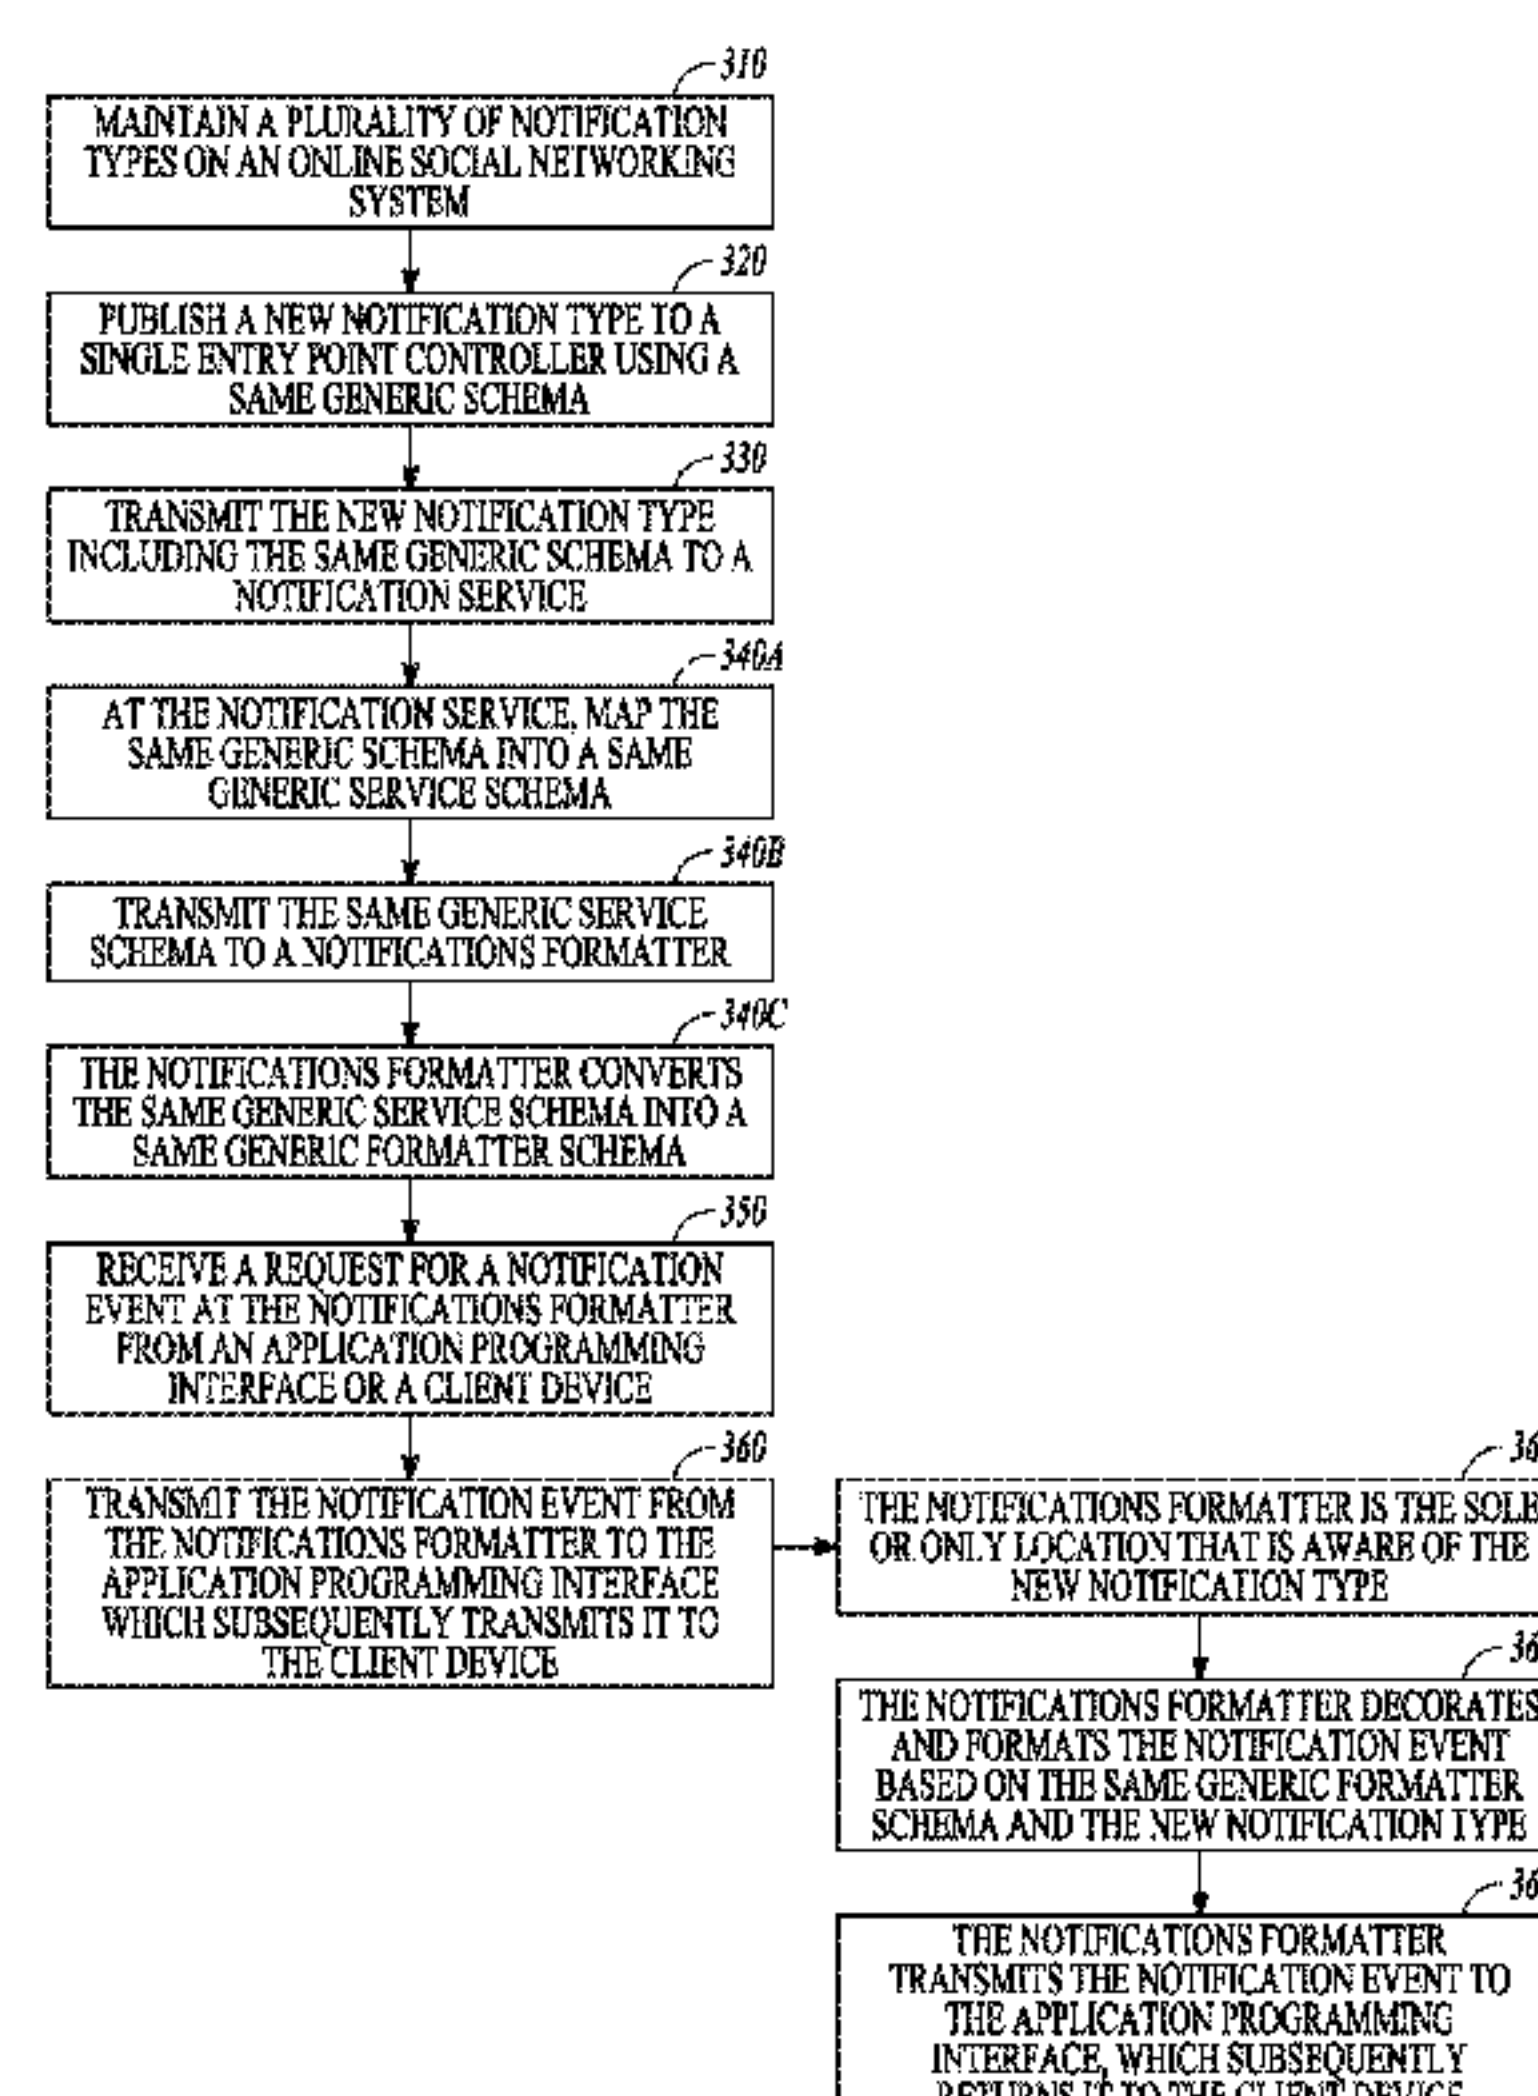 310
MAINTAIN A PLURALITY OF NOTIFICATION
TYPES ON AN ONLINE SOCIAL NETWORKING
SYSTEM
320
PUBLISH A NEW NOTIFICATION TYPE TO A
SINGLE ENTRY POINT CONTROLLER USING A
SAME GENERIC SCHEMA
330
TRANSMIT THE NEW NOTIFICATION TYPE
INCLUDING THE SAME GENERIC SCHEMA TO A
NOTIFICATION SERVICE
340A
AT THE NOTIFICATION SERVICE, MAP THE
SAME GENERIC SCHEMA INTO A SAME
GENERIC SERVICE SCHEMA
340B
TRANSMIT THE SAME GENERIC SERVICE
SCHEMA TO A NOTIFICATIONS FORMATTER
340C
THE NOTIFICATIONS FORMATTER CONVERTS
THE SAME GENERIC SERVICE SCHEMA INTO A
SAME GENERIC FORMATTER SCHEMA
350
RECEIVE A REQUEST FOR A NOTIFICATION
EVENT AT THE NOTIFICATIONS FORMATTER
FROM AN APPLICATION PROGRAMMING
INTERFACE OR A CLIENT DEVICE
360
TRANSMIT THE NOTIFICATION EVENT FROM
THE NOTIFICATIONS FORMATTER TO THE
APPLICATION PROGRAMMING INTERFACE
WHICH SUBSEQUENTLY TRANSMITS IT TO
THE CLIENT DEVICE
36
THE NOTIFICATIONS FORMATTER IS THE SOLE
OR ONLY LOCATION THAT IS AWARE OF THE
NEW NOTIFICATION TYPE
36
THE NOTIFICATIONS FORMATTER DECORATES
AND FORMATS THE NOTIFICATION EVENT
BASED ON THE SAME GENERIC FORMATTER
SCHEMA AND THE NEW NOTIFICATION TYPE
36
THE NOTIFICATIONS FORMATTER
TRANSMITS THE NOTIFICATION EVENT TO
THE APPLICATION PROGRAMMING
INTERFACE, WHICH SUBSEQUENTLY
RETURNS IT TO THE CLIENT DEVICE